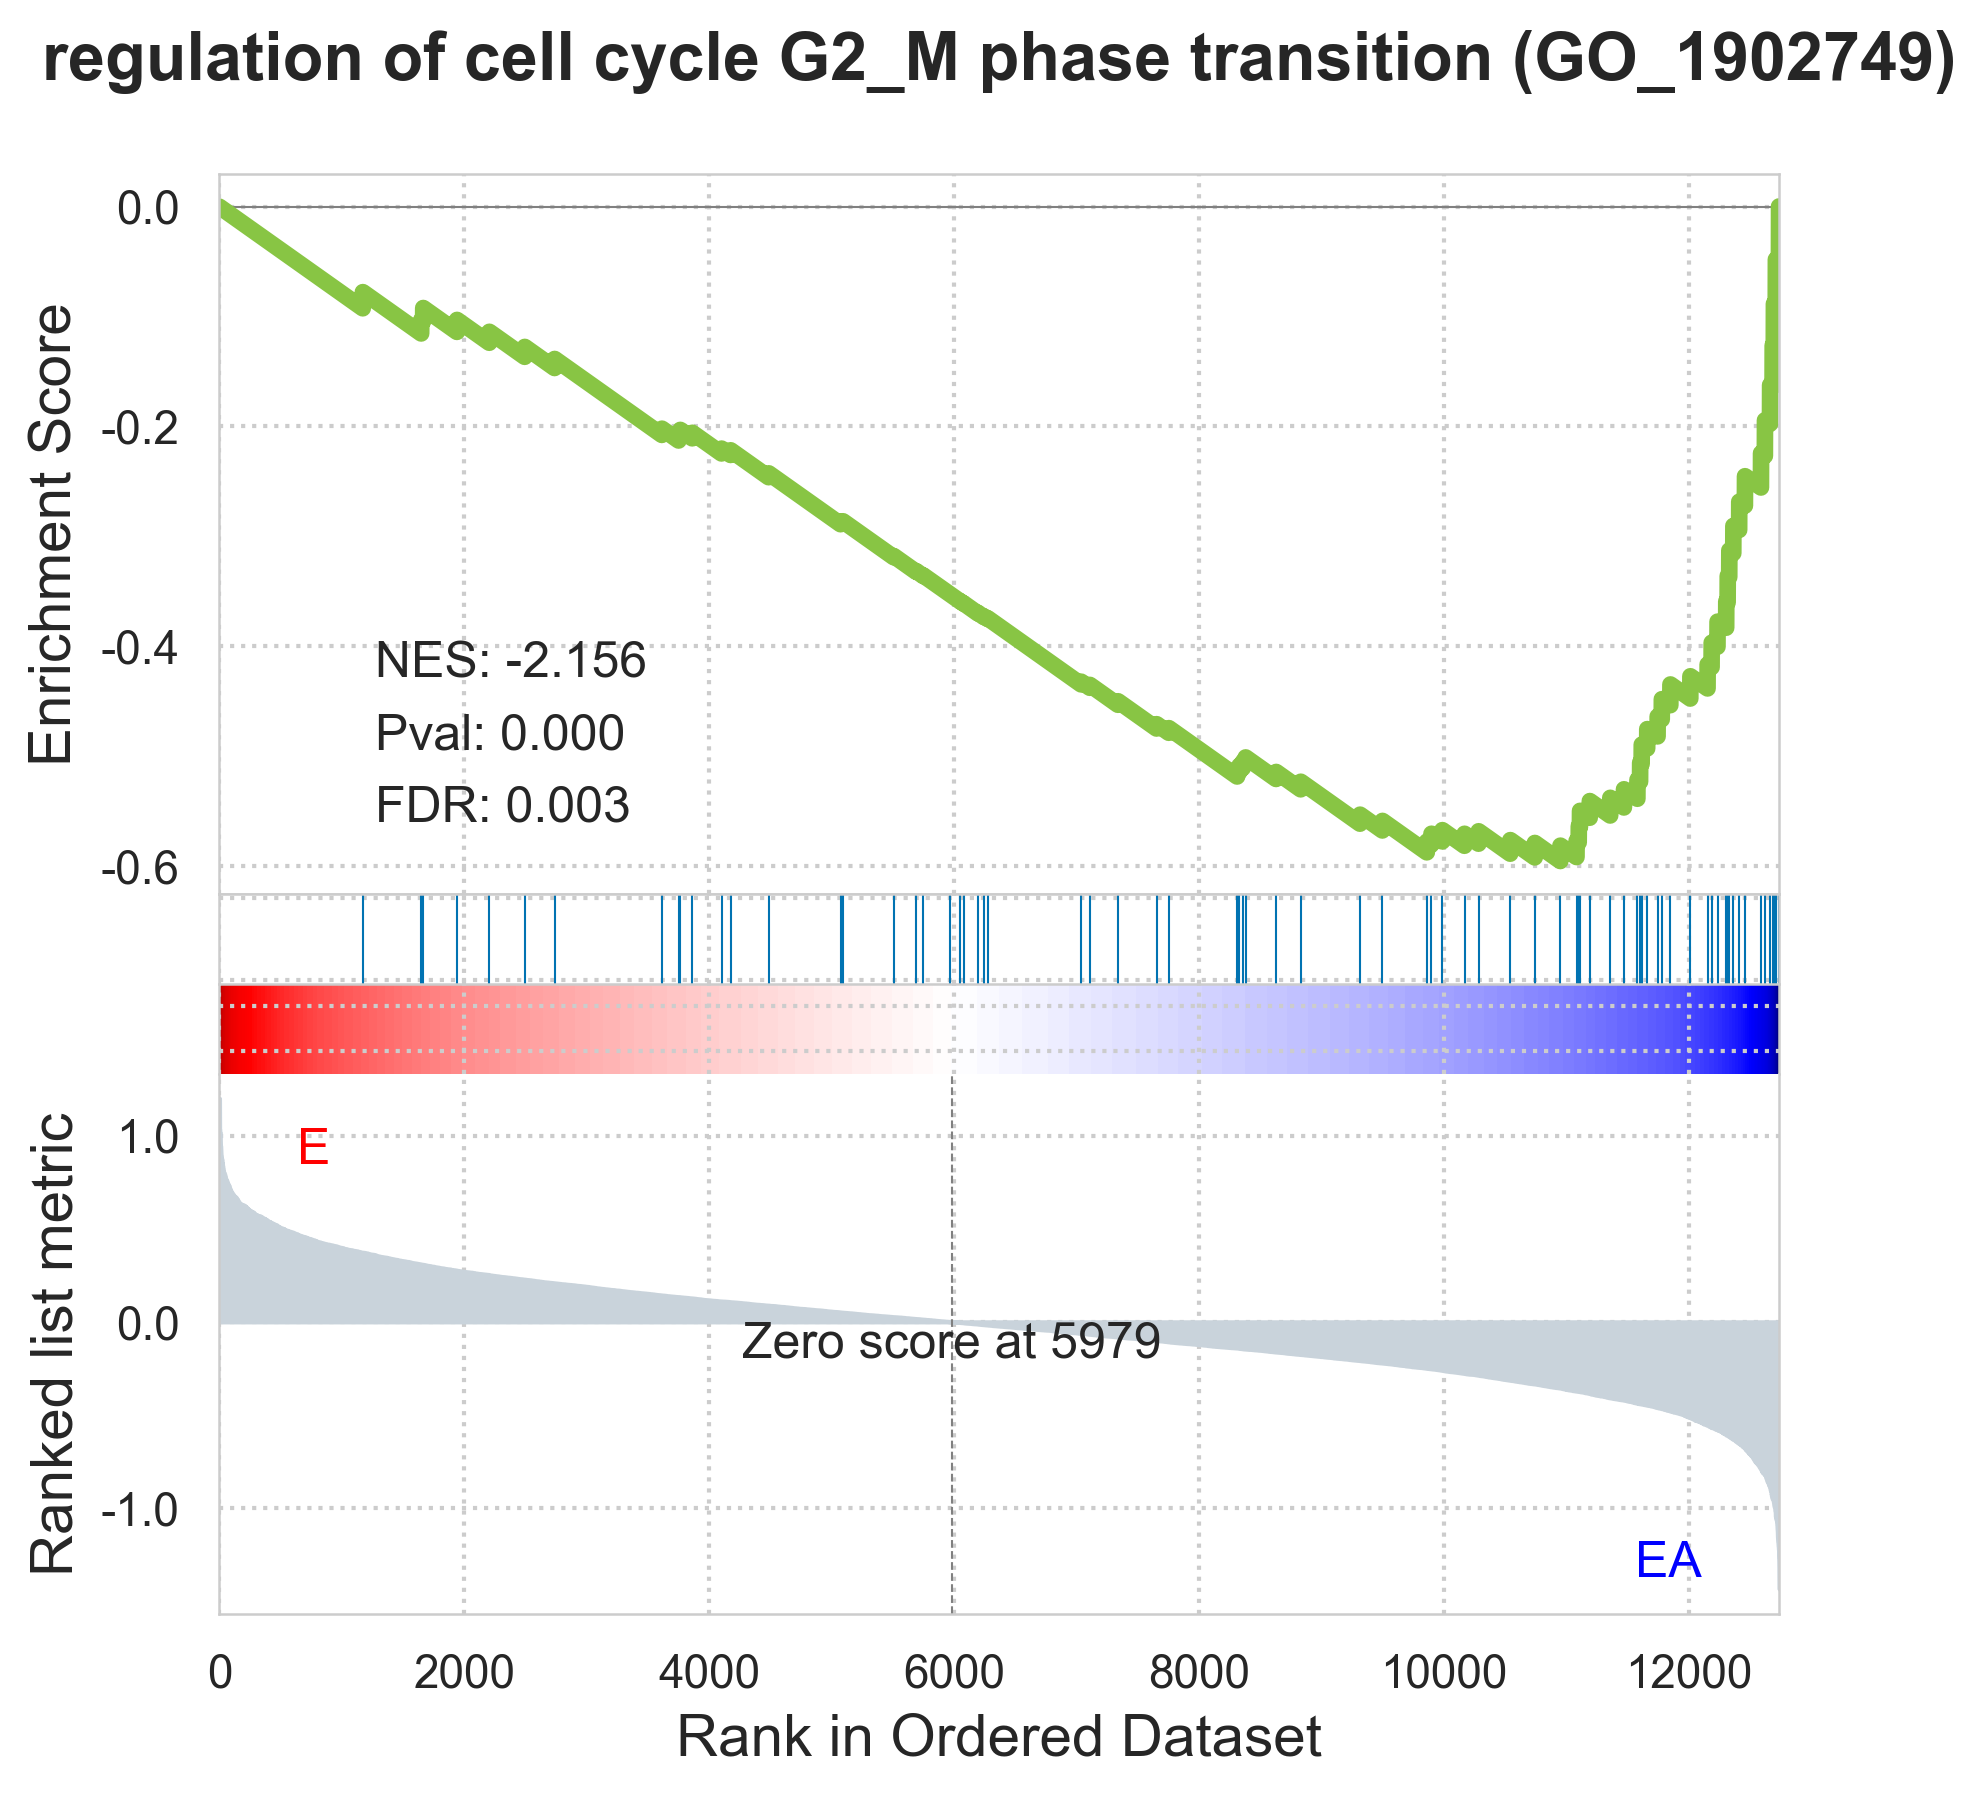 regulation of cell cycle G2_M phase transition (GO_1902749)
Enrichment Score
0.0
-0.2
-0.4
-0.6
NES: -2.156
Pval: 0.000
FDR: 0.003
Ranked list metric
1.0
0.0
-1.0
E
Zero score at 5979
EA
0 2000 4000 6000 8000 10000 12000
Rank in Ordered Dataset